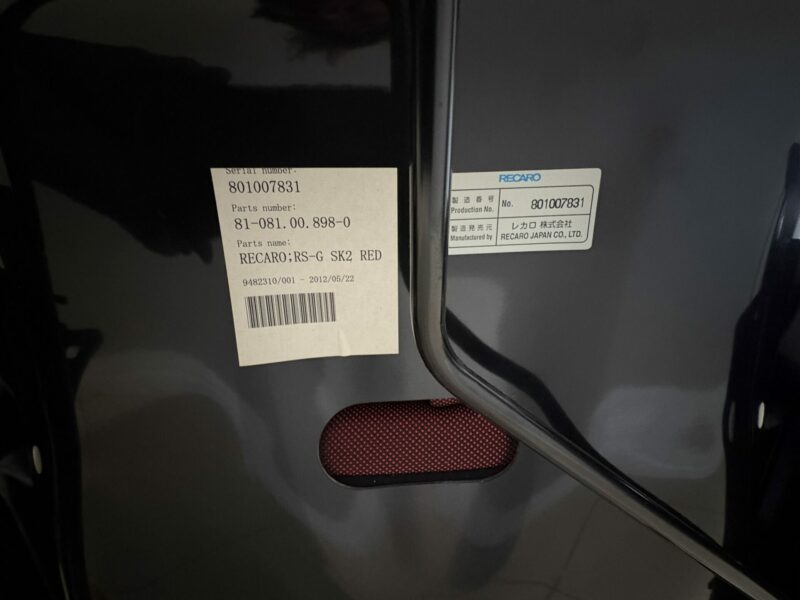 Serial number:
801007831
Parts number:
81-081.00.898-0
Parts name:
RECARO;RS-G SK2 RED
9482310/001 - 2012/05/22
RECARO
製造番号
Production No.
No. 801007831
製造発売元
Manufactured by
レカロ 株式会社
RECARO JAPAN CO., LTD.